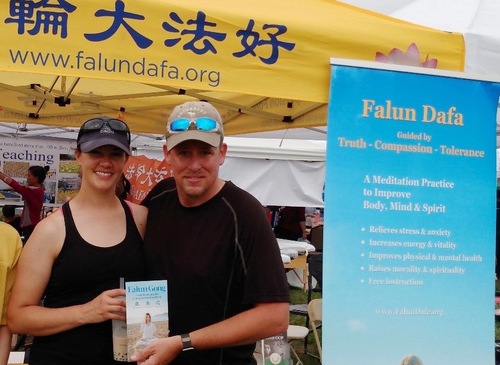 輪大法好
www.falundafa.org
eaching
大
Falun Dafa
Guided by
Truth - Compassion - Tolerance
A Meditation Practice
to Improve
Body, Mind & Spirit
• Relieves stress & anxiety
• Increases energy & vitality
• Improves physical & mental health
• Raises morality & spirituality
• Free instruction
www.FalunDafa.org
Falun Gong